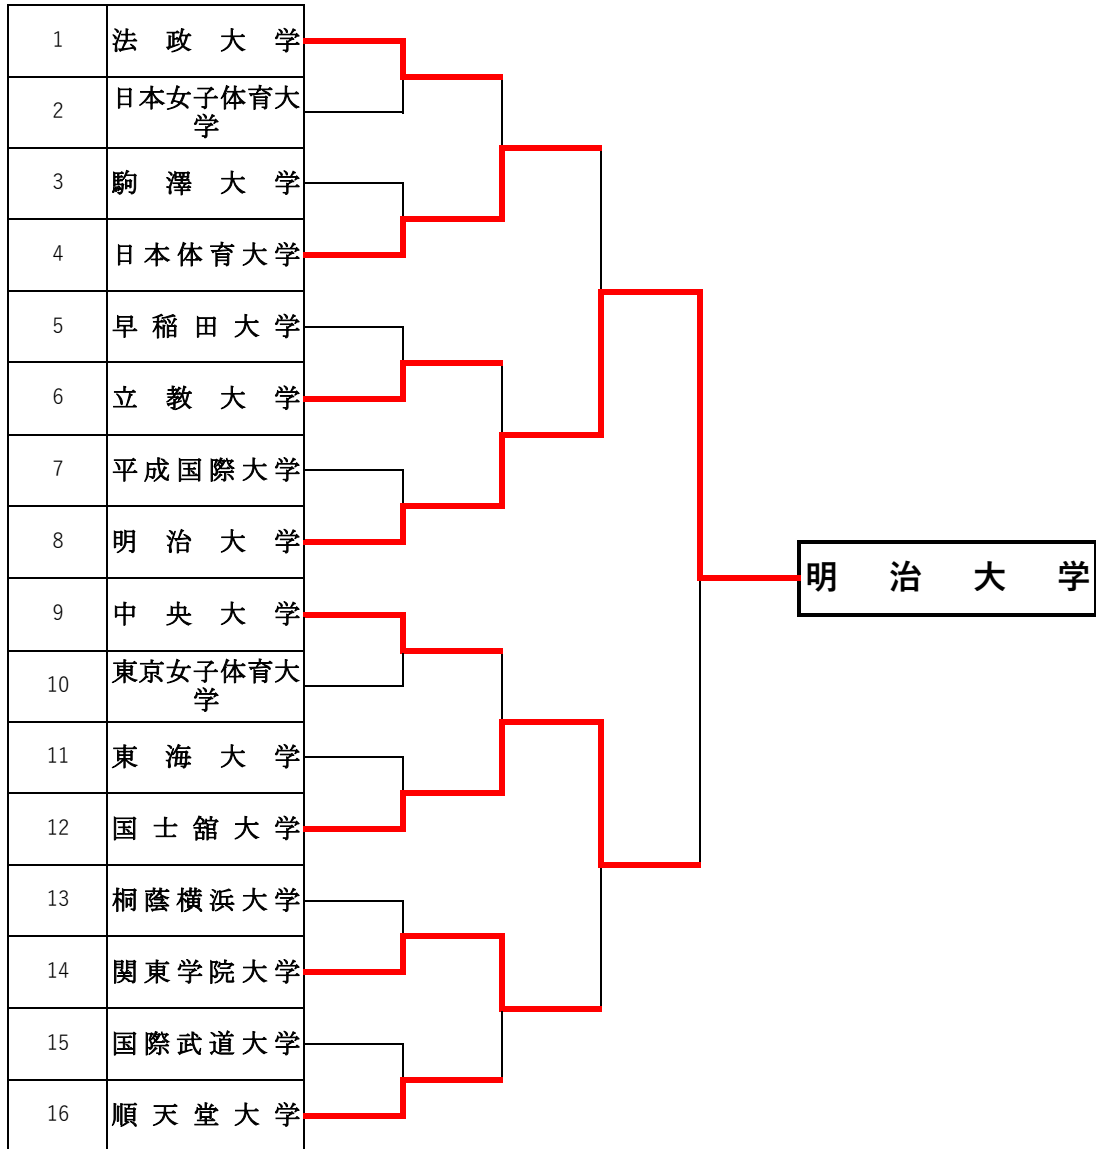 1 法政大学
2 日本女子体育大
学
3 駒澤大学
4 日本体育大学
5 早稲田大学
6 立教大学
7 平成国際大学
8 明治大学
明治大学
9 中央大学
10 東京女子体育大
学
11 東海大学
12 国士舘大学
13 桐蔭横浜大学
14 関東学院大学
15 国際武道大学
16 順天堂大学